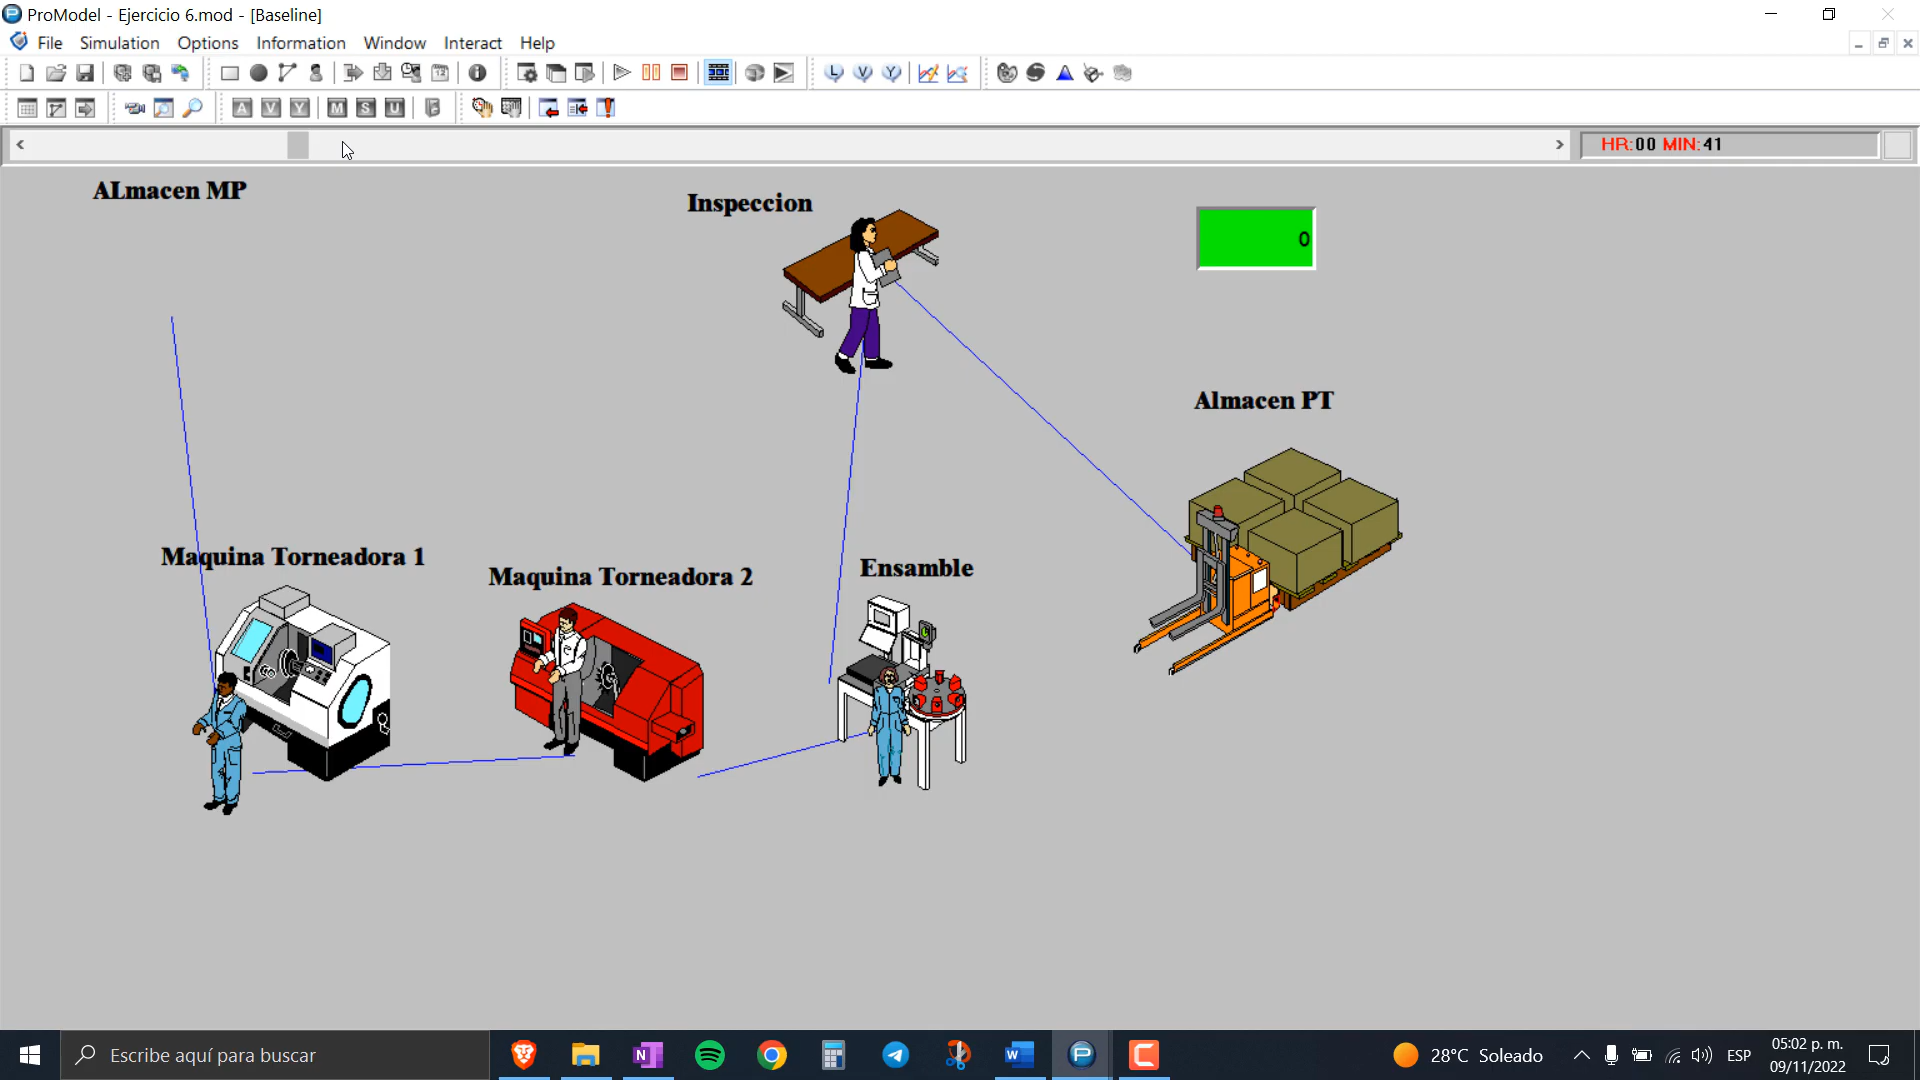 ProModel - Ejercicio 6.mod - [Baseline]
File Simulation Options Information Window Interact Help
L V Y
A V Y M S U
HR:00 MIN:41
ALmacen MP
Inspeccion
0
Almacen PT
Maquina Torneadora 1
Maquina Torneadora 2
Ensamble
Escribe aquí para buscar
28°C Soleado
ESP
05:02 p. m.
09/11/2022